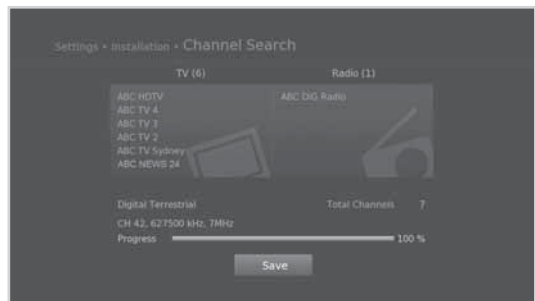 Settings • Installation • Channel Search
TV (6)
Radio (1)
ABC HDTV
ABC TV 4
ABC TV 3
ABC TV 2
ABC TV Sydney
ABC NEWS 24
ABC DIG Radio
Digital Terrestrial
Total Channels 7
CH 42, 627500 kHz, 7MHz
Progress 100 %
Save